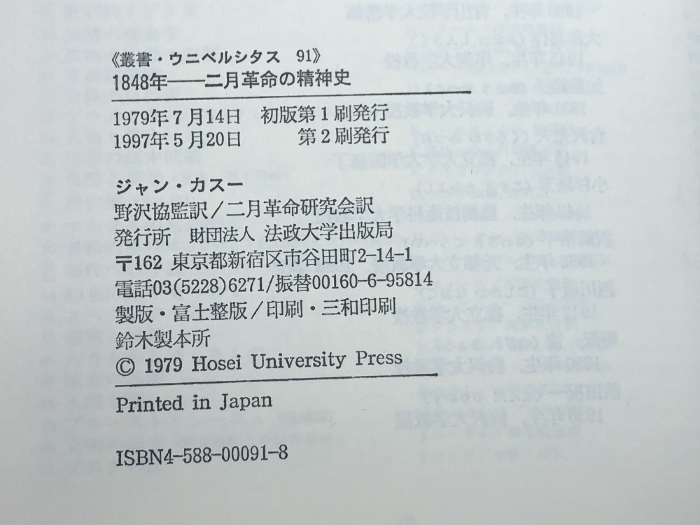 《叢書・ウニベルシタス 91》
1848年――二月革命の精神史
1979年7月14日 初版第1刷発行
1997年5月20日 第2刷発行
ジャン・カスー
野沢協監訳/二月革命研究会訳
発行所 財団法人 法政大学出版局
〒162 東京都新宿区市谷田町2-14-1
電話03(5228)6271/振替00160-6-95814
製版・富士整版/印刷・三和印刷
鈴木製本所
© 1979 Hosei University Press
Printed in Japan
ISBN4-588-00091-8